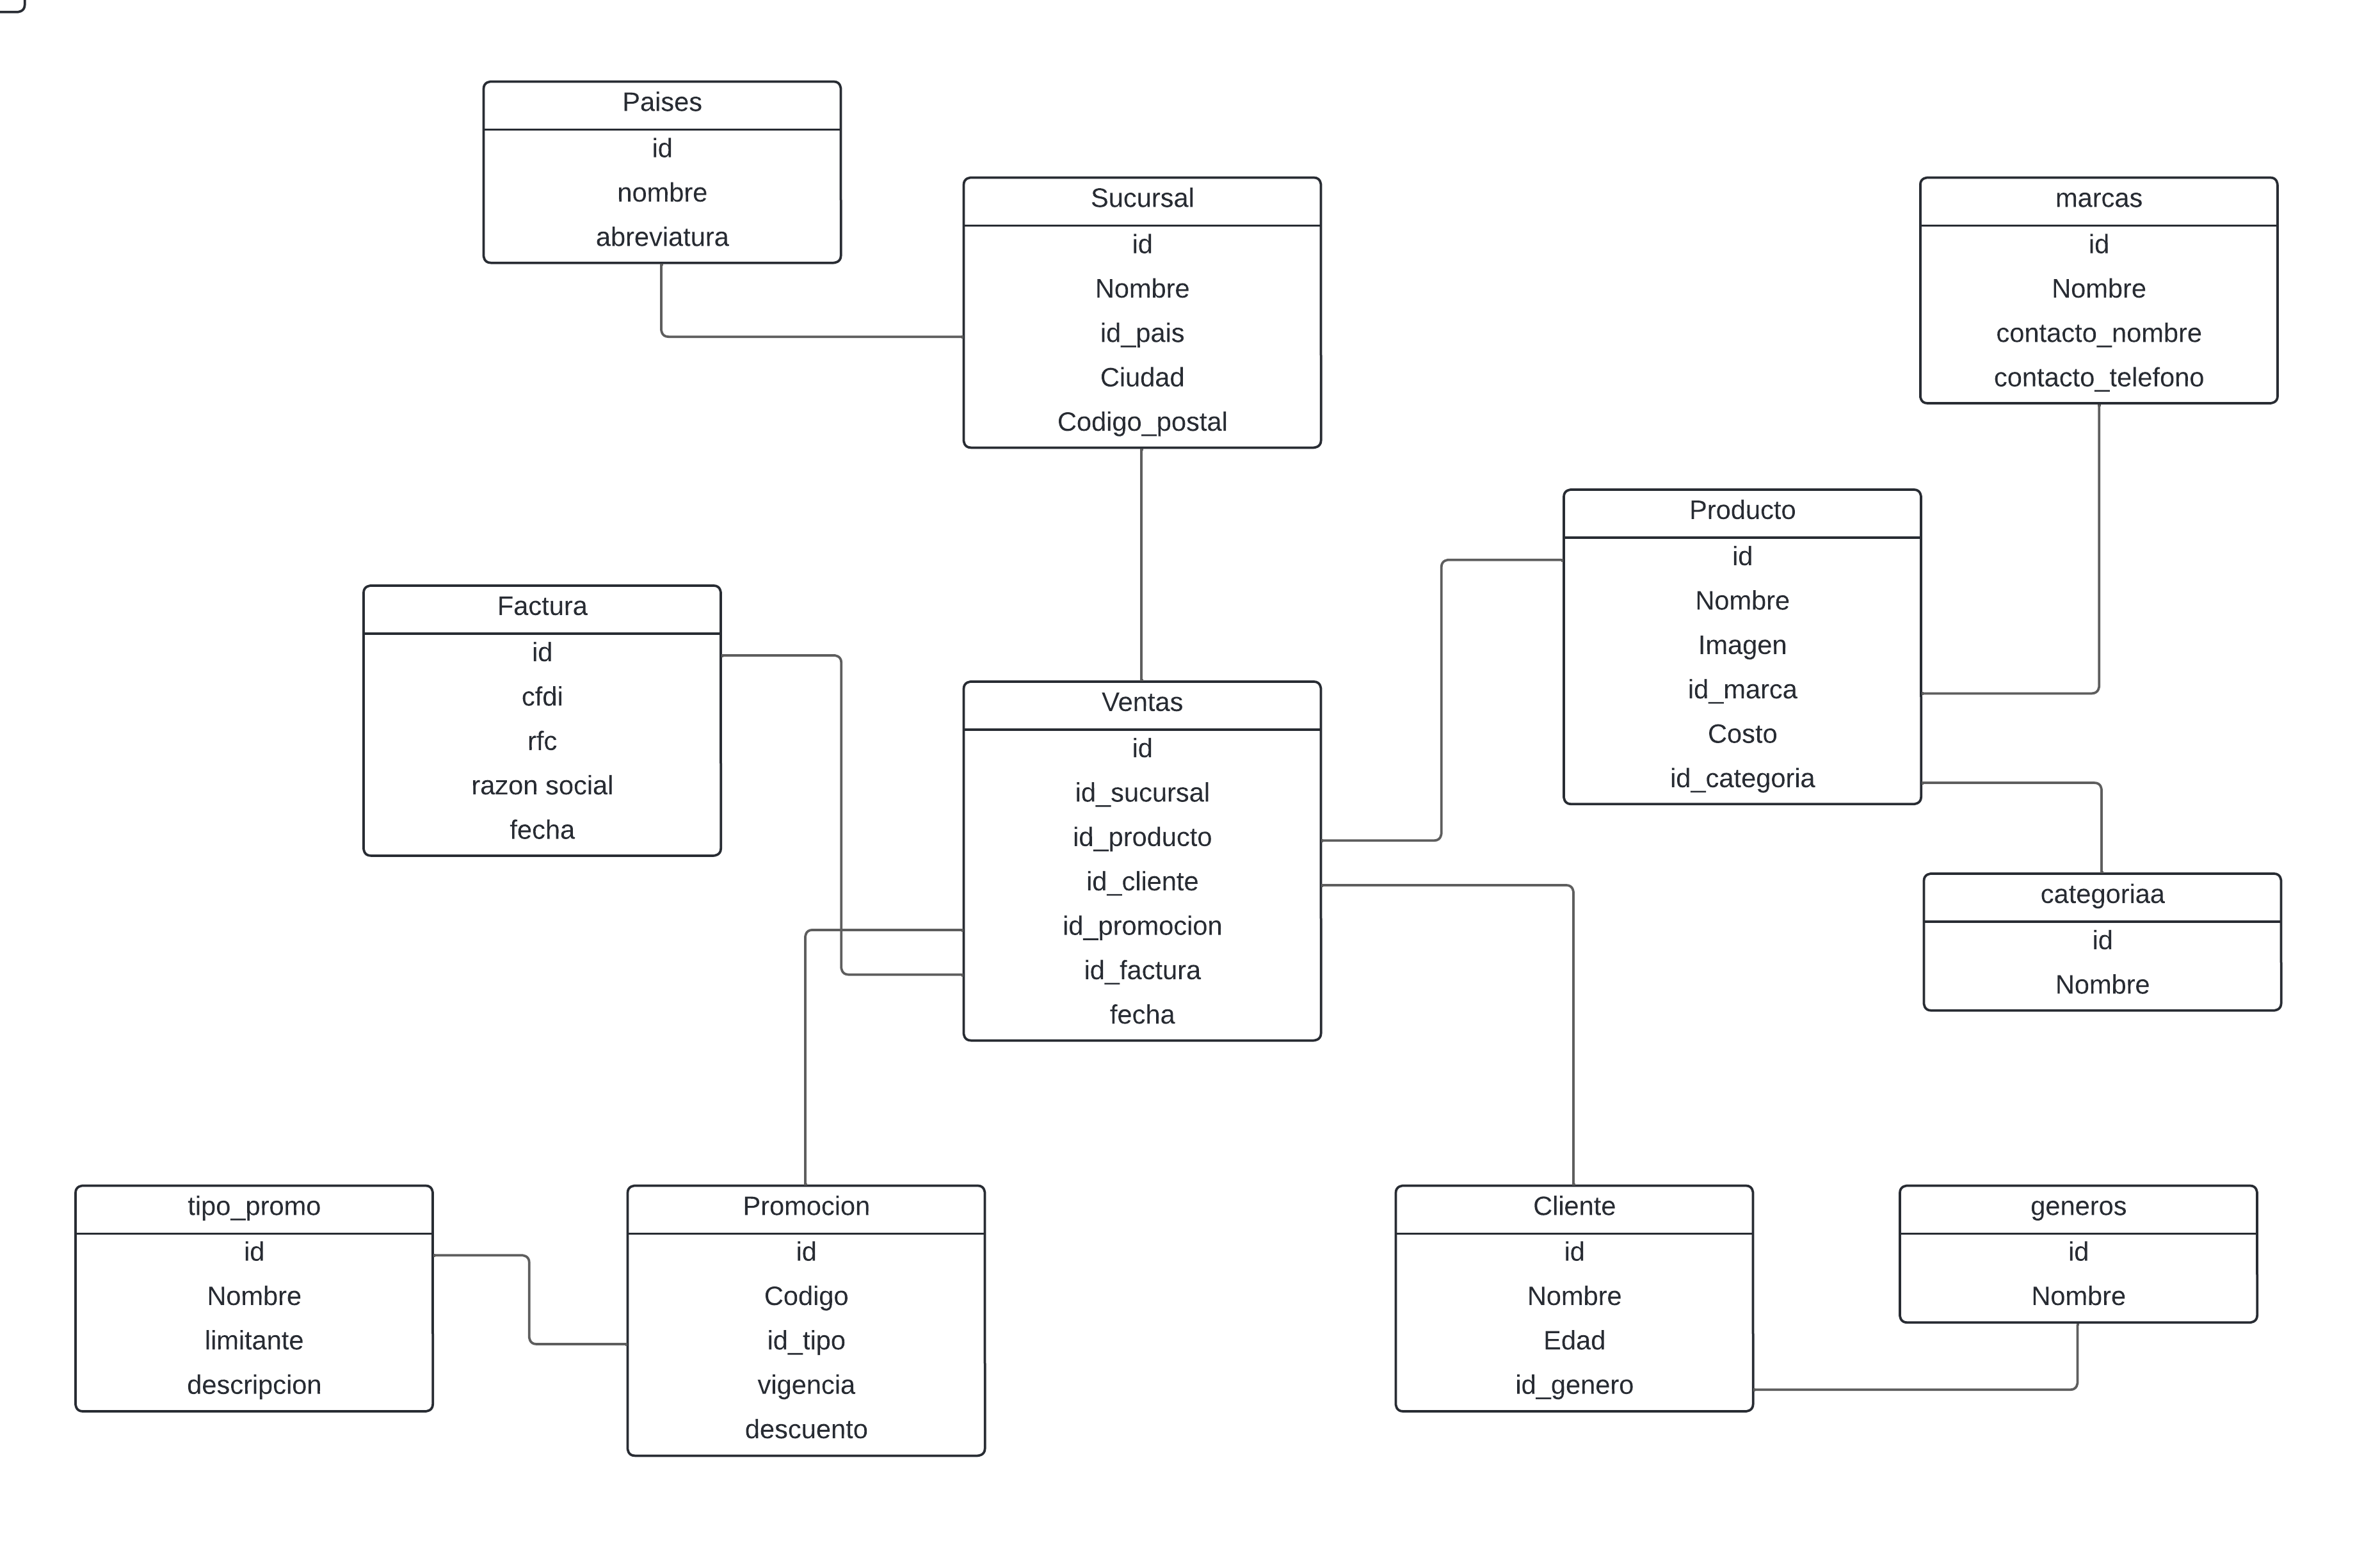 Paises
id
nombre
abreviatura
Sucursal
id
Nombre
id_pais
Ciudad
Codigo_postal
marcas
id
Nombre
contacto_nombre
contacto_telefono
Producto
id
Nombre
Imagen
id_marca
Costo
id_categoria
Factura
id
cfdi
rfc
razon social
fecha
Ventas
id
id_sucursal
id_producto
id_cliente
id_promocion
id_factura
fecha
categoriaa
id
Nombre
tipo_promo
id
Nombre
limitante
descripcion
Promocion
id
Codigo
id_tipo
vigencia
descuento
Cliente
id
Nombre
Edad
id_genero
generos
id
Nombre